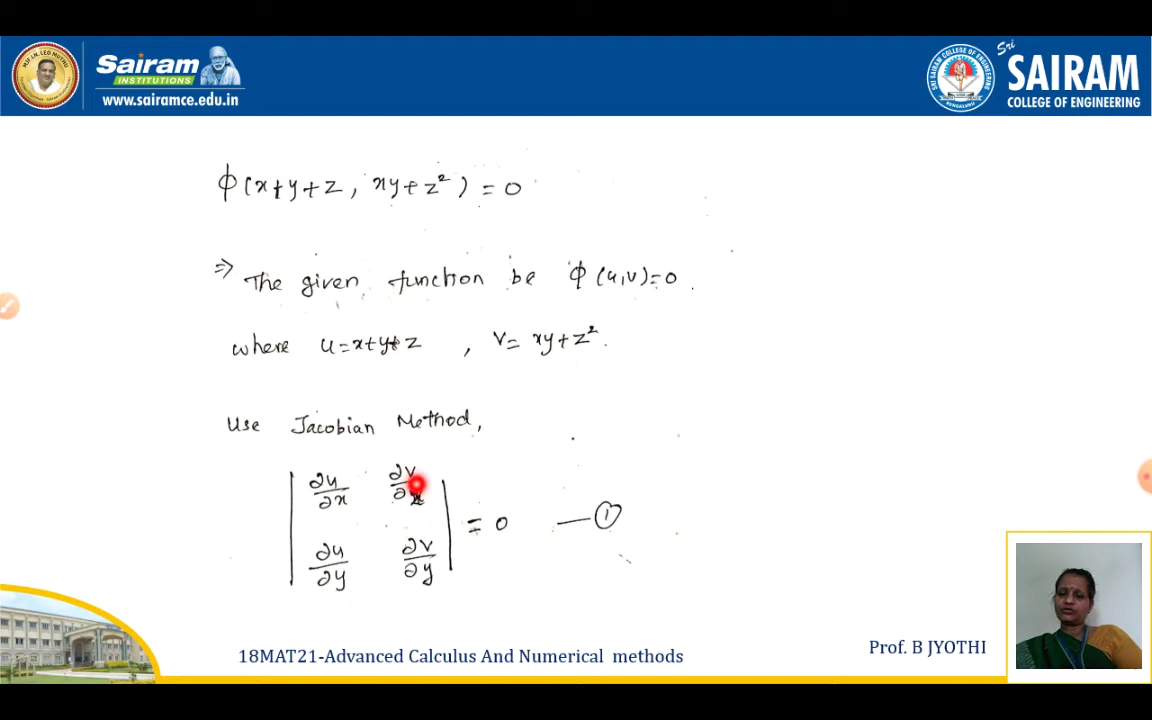 Sairam
INSTITUTIONS
www.sairamce.edu.in
Sri
SAIRAM
COLLEGE OF ENGINEERING
ϕ(x+y+z, xy+z²) = 0
⇒ The given function be ϕ(u,v)=0.
where u=x+y+z , v= xy+z².
Use Jacobian Method,
| ∂u/∂x ∂v/∂x |
| ∂u/∂y ∂v/∂y | = 0 —①
18MAT21-Advanced Calculus And Numerical methods
Prof. B JYOTHI